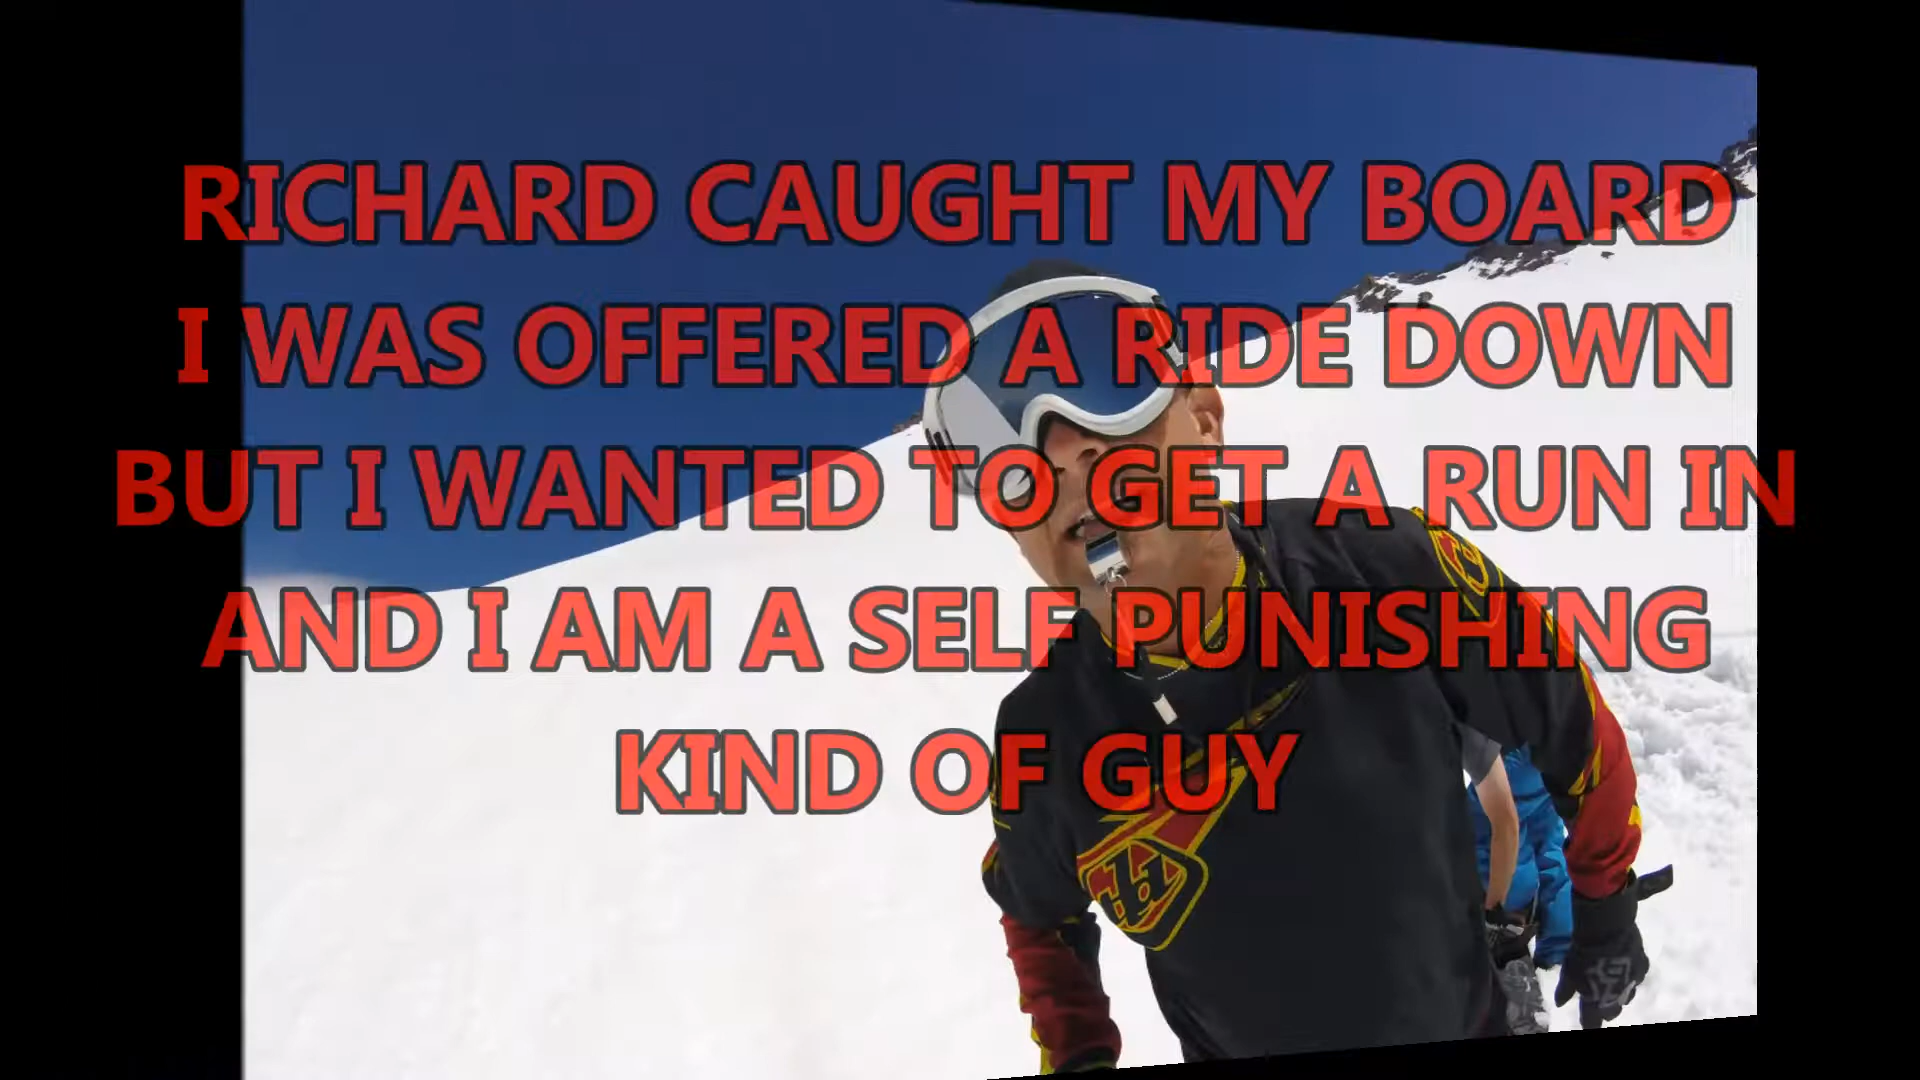 RICHARD CAUGHT MY BOARD
I WAS OFFERED A RIDE DOWN
BUT I WANTED TO GET A RUN IN
AND I AM A SELF PUNISHING
KIND OF GUY